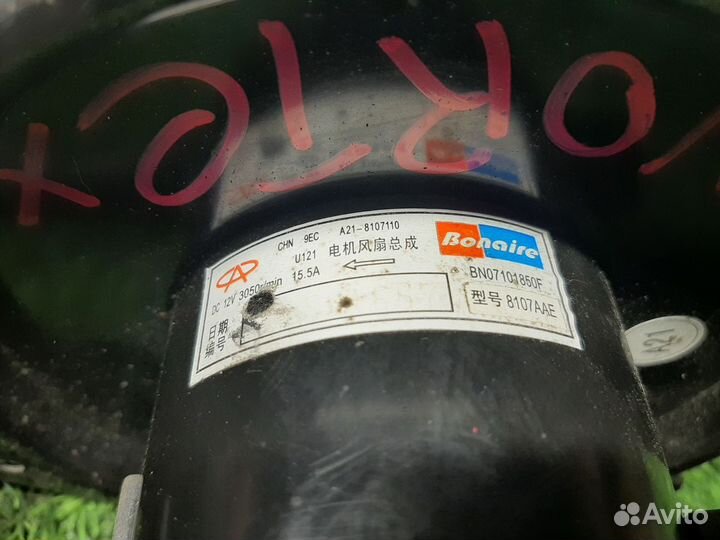 VORTEX
CHN 9EC A21-8107110
U121 电机风扇总成
DC 12V 3050r/min 15.5A
日期
编号
Bonaire
BN07101850F
型号 8107AAE
A21
Avito